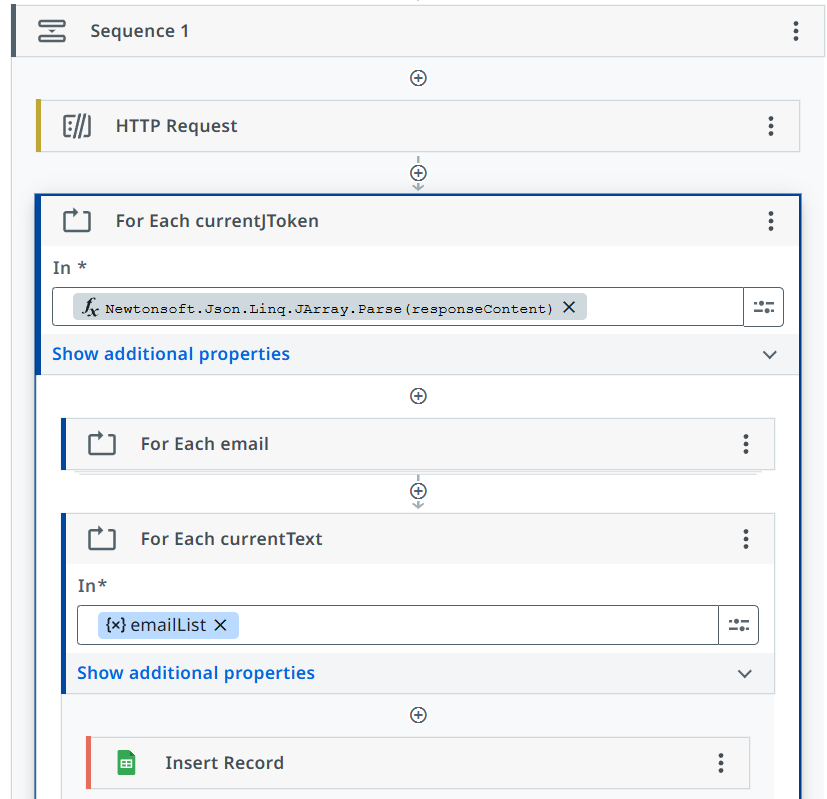 Sequence 1
HTTP Request
For Each currentJToken
In *
fx Newtonsoft.Json.Linq.JArray.Parse(responseContent)
Show additional properties
For Each email
For Each currentText
In*
{×} emailList
Show additional properties
Insert Record